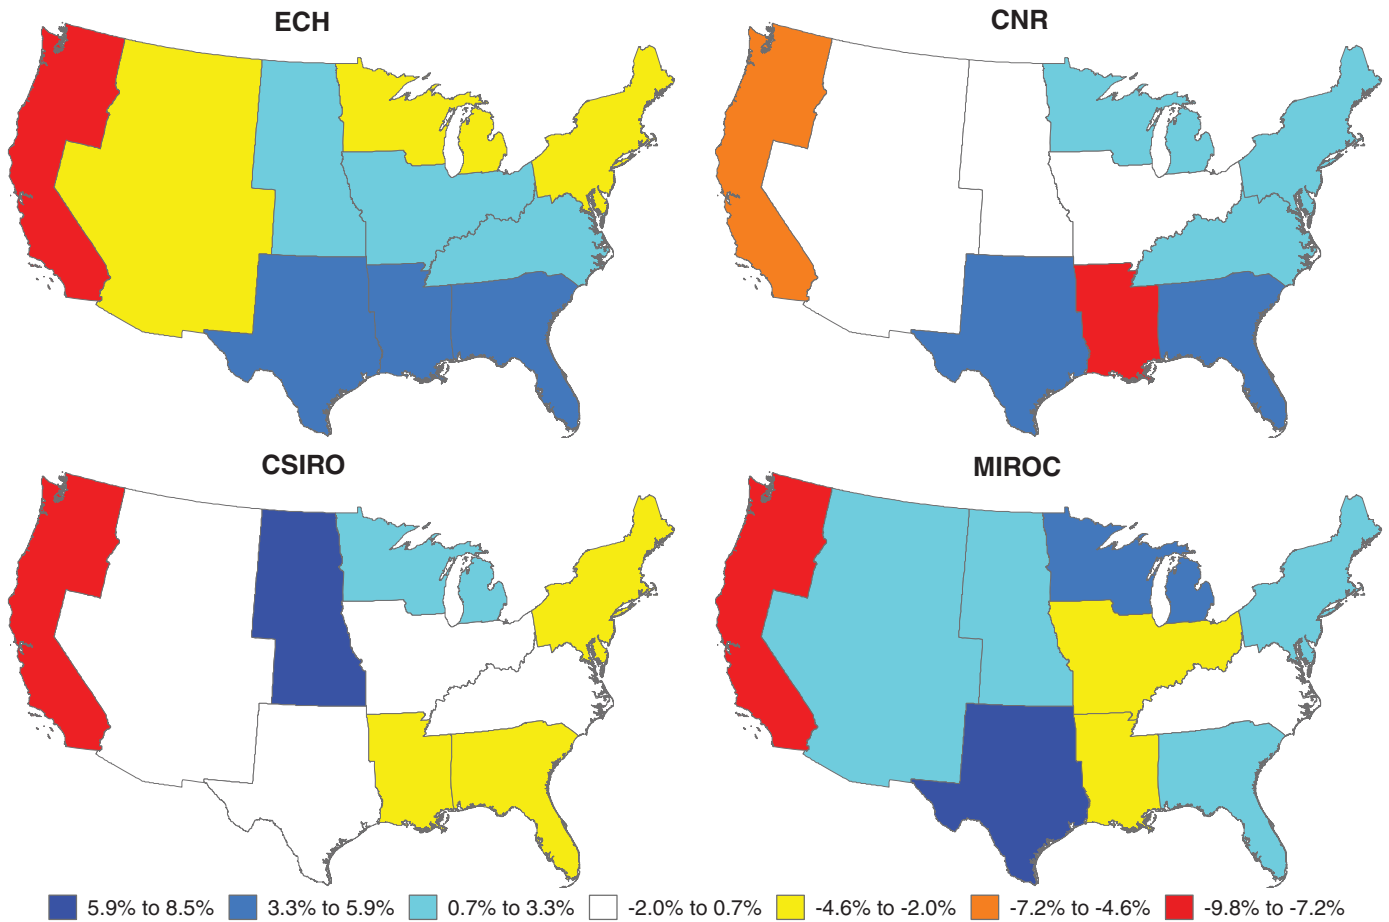 ECH
CNR
CSIRO
MIROC
5.9% to 8.5% 3.3% to 5.9% 0.7% to 3.3% -2.0% to 0.7% -4.6% to -2.0% -7.2% to -4.6% -9.8% to -7.2%